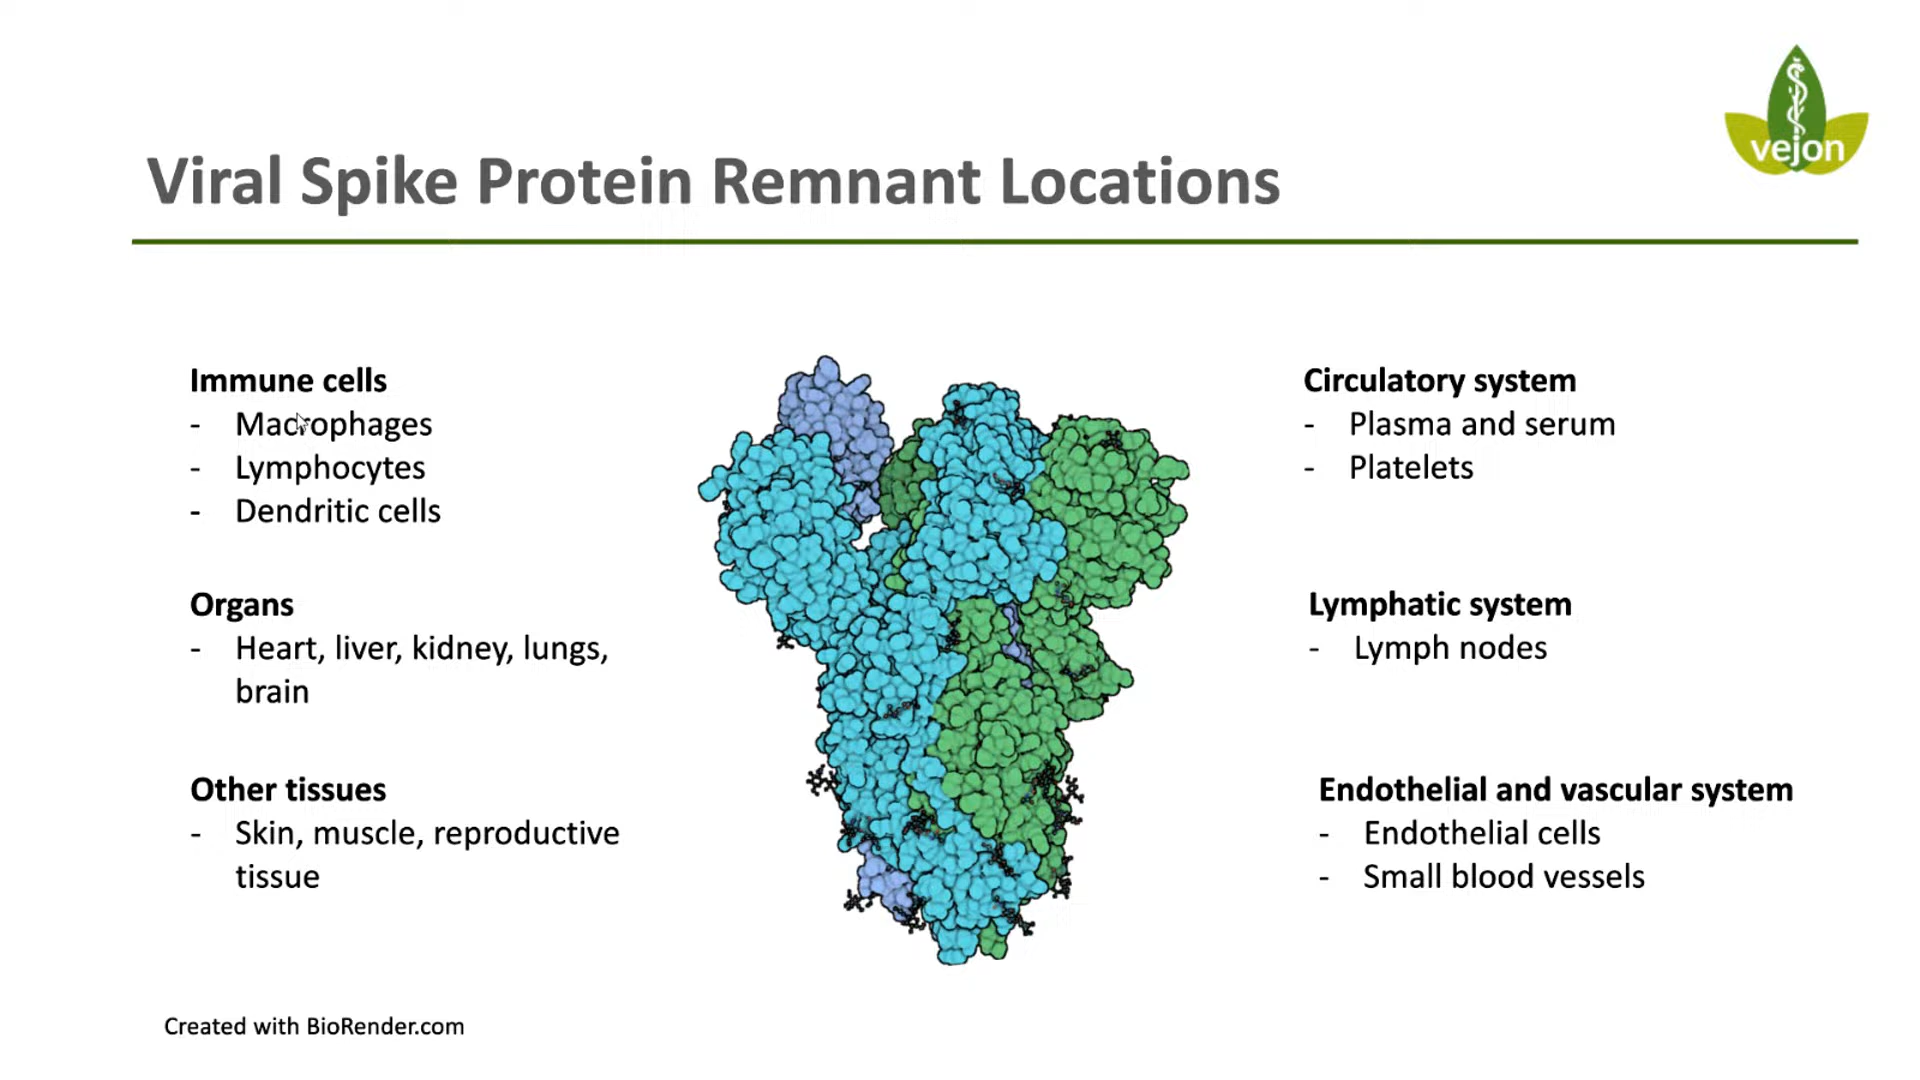 vejon
Viral Spike Protein Remnant Locations
Immune cells
- Macrophages
- Lymphocytes
- Dendritic cells
Organs
- Heart, liver, kidney, lungs,
brain
Other tissues
- Skin, muscle, reproductive
tissue
Circulatory system
- Plasma and serum
- Platelets
Lymphatic system
- Lymph nodes
Endothelial and vascular system
- Endothelial cells
- Small blood vessels
Created with BioRender.com